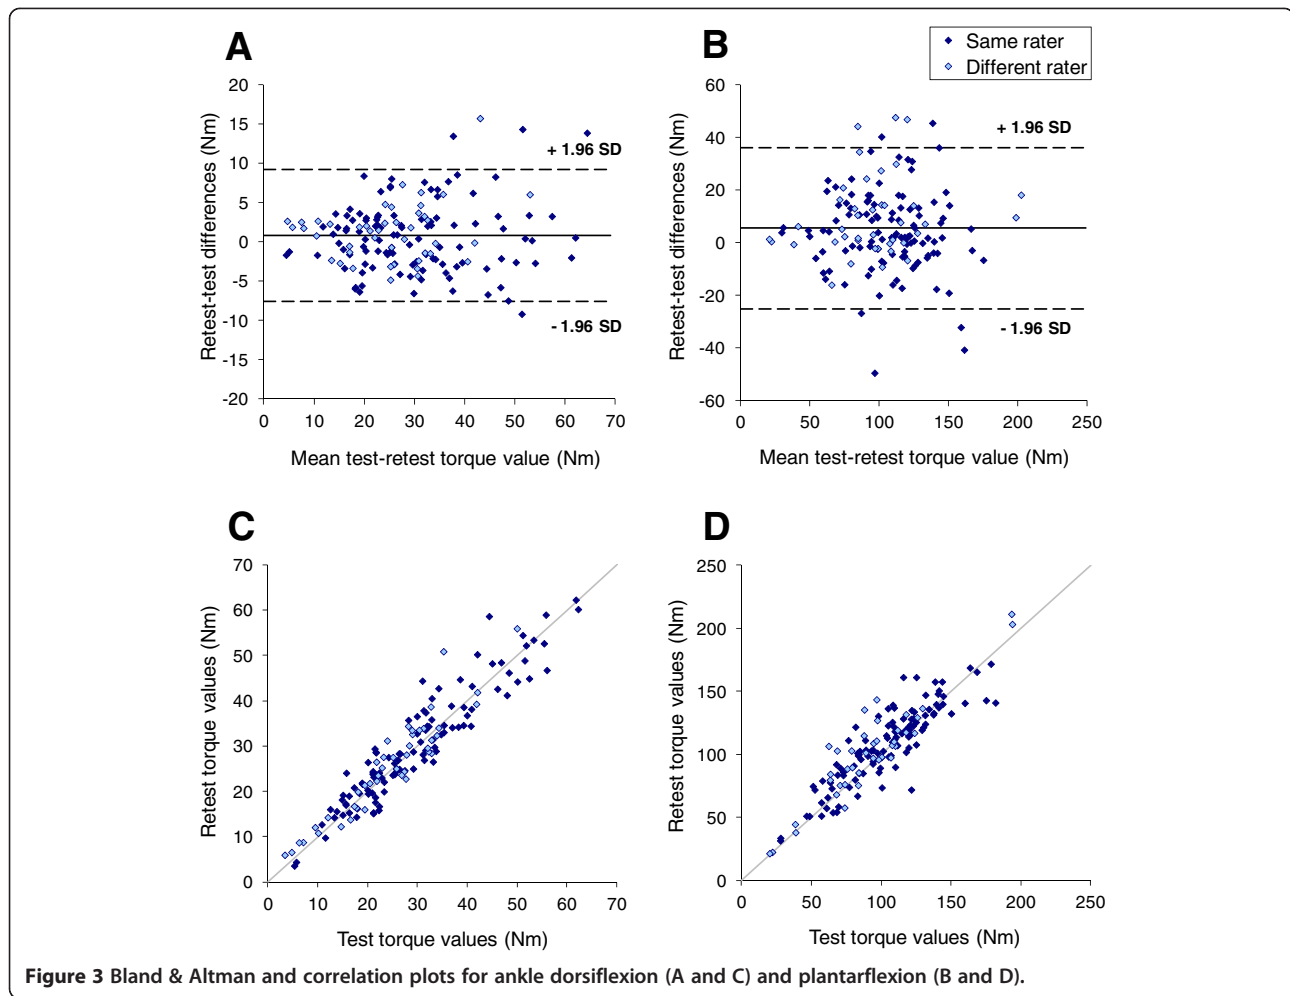 A
B
Same rater
Different rater
Retest-test differences (Nm)
20
15
10
5
0
-5
-10
-15
-20
+ 1.96 SD
- 1.96 SD
0 10 20 30 40 50 60 70
Mean test-retest torque value (Nm)
Retest-test differences (Nm)
60
40
20
0
-20
-40
-60
+ 1.96 SD
- 1.96 SD
0 50 100 150 200 250
Mean test-retest torque value (Nm)
C
D
Retest torque values (Nm)
70
60
50
40
30
20
10
0
0 10 20 30 40 50 60 70
Test torque values (Nm)
Retest torque values (Nm)
250
200
150
100
50
0
0 50 100 150 200 250
Test torque values (Nm)
Figure 3 Bland & Altman and correlation plots for ankle dorsiflexion (A and C) and plantarflexion (B and D).